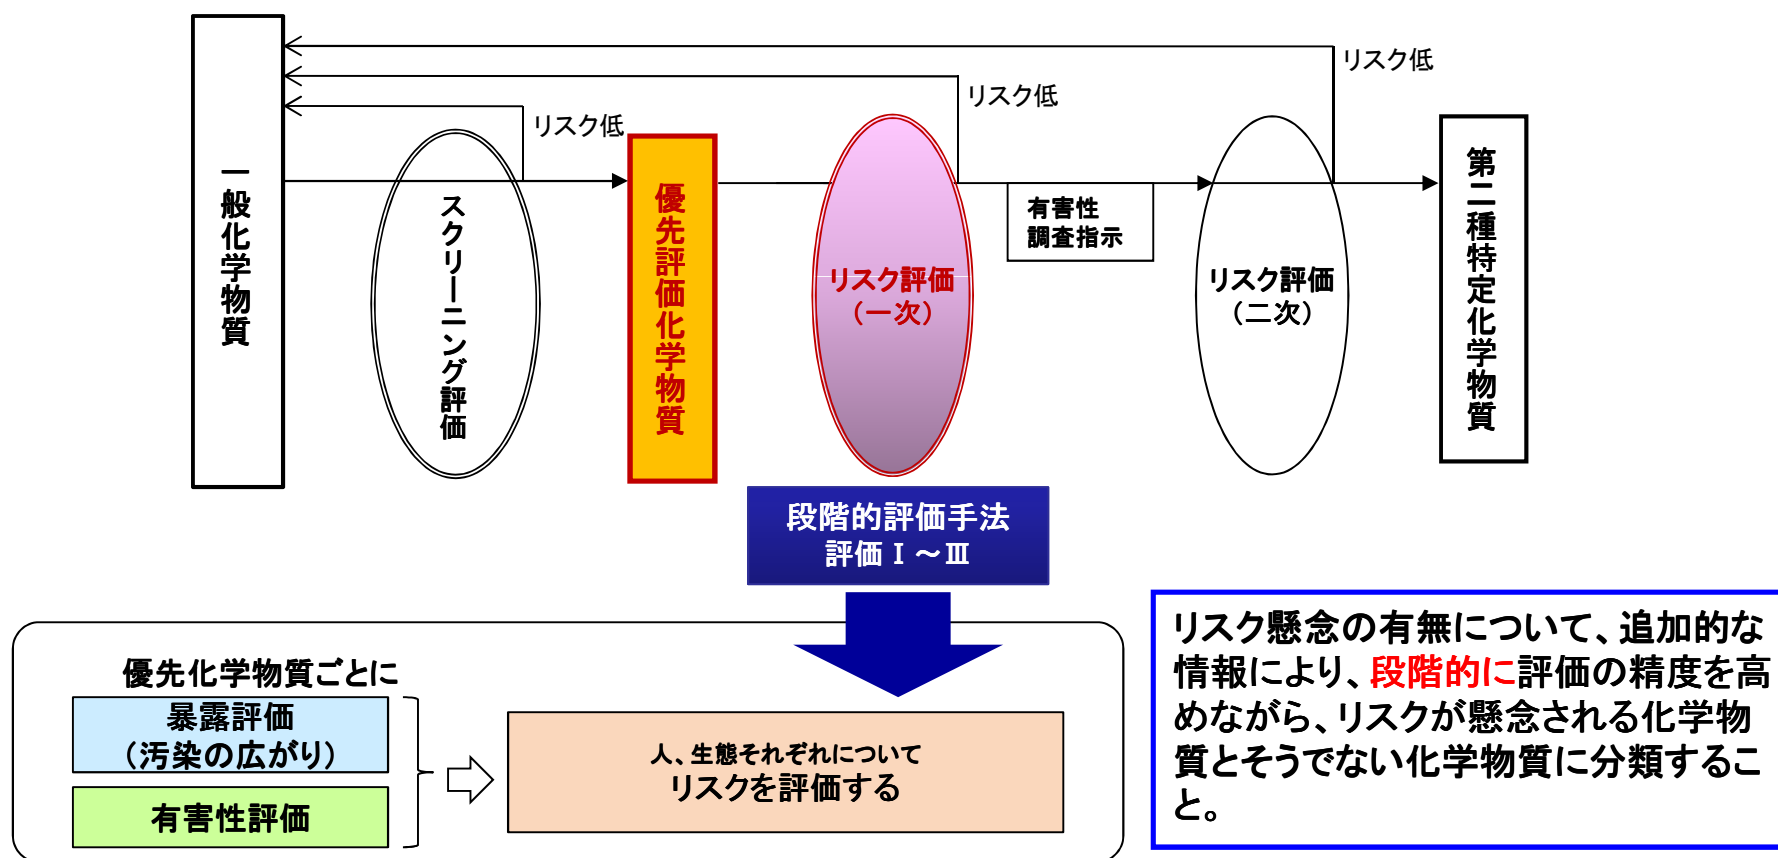 リスク低
リスク低
リスク低
一般化学物質
スクリーニング評価
優先評価化学物質
リスク評価
（一次）
有害性
調査指示
リスク評価
（二次）
第二種特定化学物質
段階的評価手法
評価Ⅰ～Ⅲ
優先化学物質ごとに
暴露評価
（汚染の広がり）
有害性評価
人、生態それぞれについて
リスクを評価する
リスク懸念の有無について、追加的な
情報により、段階的に評価の精度を高
めながら、リスクが懸念される化学物
質とそうでない化学物質に分類するこ
と。